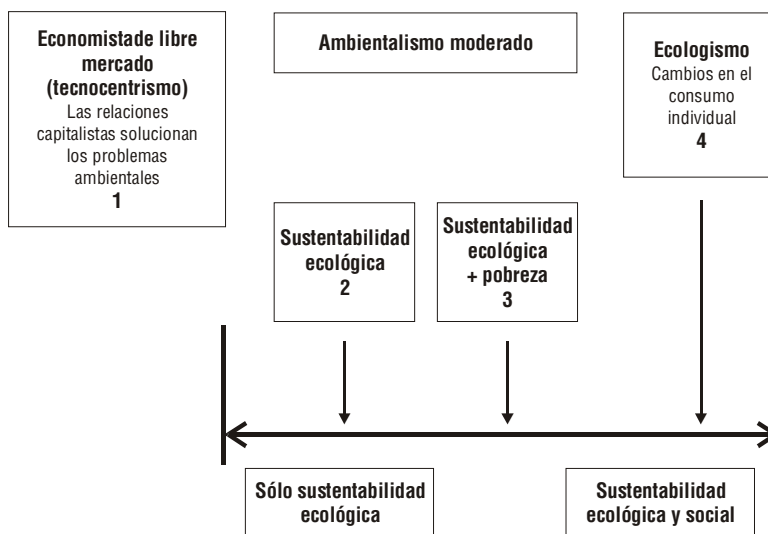 Economistade libre
mercado
(tecnocentrismo)
Las relaciones
capitalistas solucionan
los problemas
ambientales
1
Ambientalismo moderado
Ecologismo
Cambios en el
consumo
individual
4
Sustentabilidad
ecológica
2
Sustentabilidad
ecológica
+ pobreza
3
Sólo sustentabilidad
ecológica
Sustentabilidad
ecológica y social